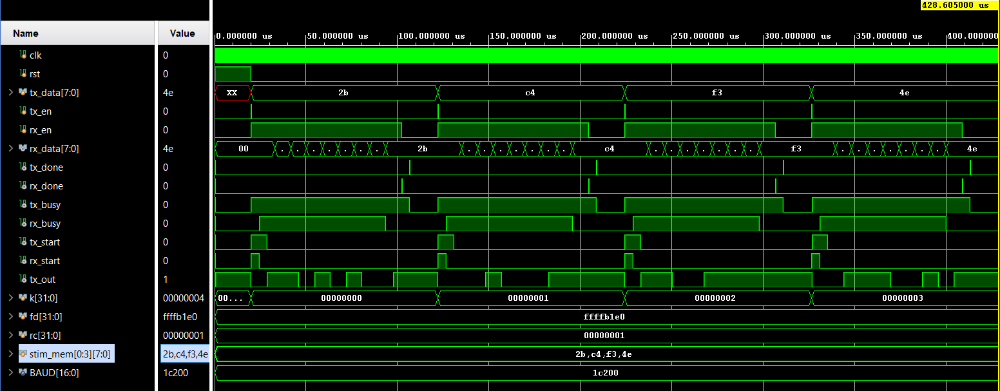 428.605000 us
Name Value 0.000000 us 50.000000 us 100.000000 us 150.000000 us 200.000000 us 250.000000 us 300.000000 us 350.000000 us 400.000000
clk 0
rst 0
tx_data[7:0] 4e XX 2b c4 f3 4e
tx_en 0
rx_en 0
rx_data[7:0] 4e 00 . . . . . . . 2b . . . . . . . c4 . . . . . . . f3 . . . . . . . 4e
tx_done 0
rx_done 0
tx_busy 0
rx_busy 0
tx_start 0
rx_start 0
tx_out 1
k[31:0] 00000004 00... 00000000 00000001 00000002 00000003
fd[31:0] ffffb1e0 ffffb1e0
rc[31:0] 00000001 00000001
stim_mem[0:3][7:0] 2b,c4,f3,4e 2b,c4,f3,4e
BAUD[16:0] 1c200 1c200